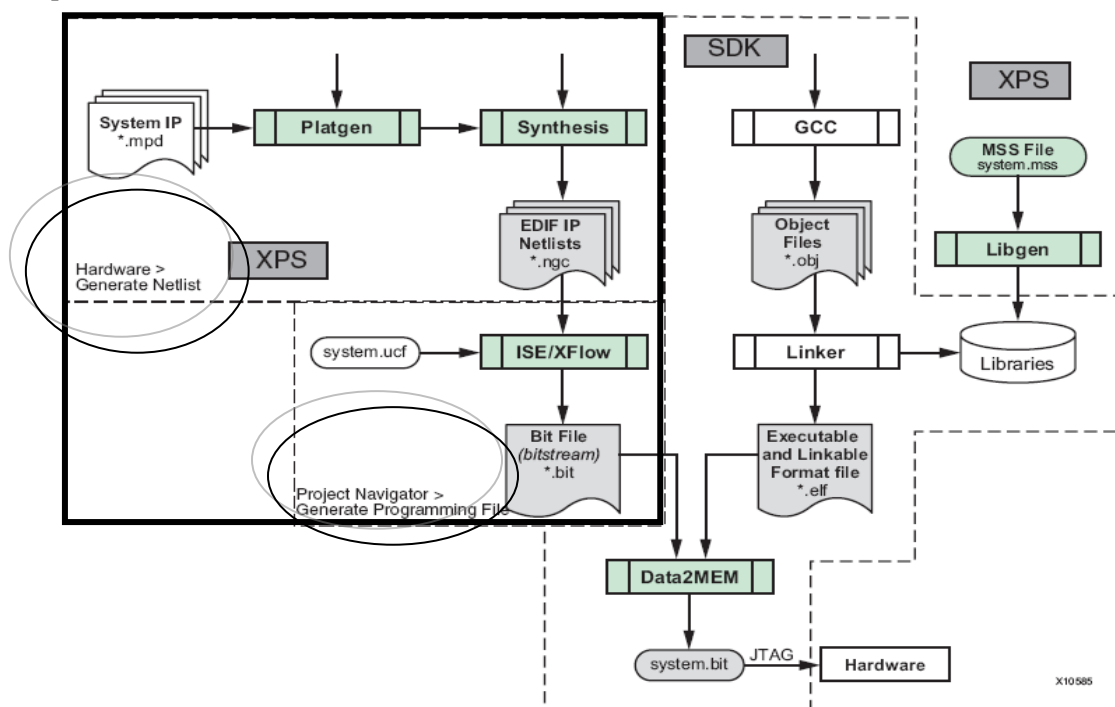 SDK
XPS
System IP
*.mpd
Platgen
Synthesis
GCC
MSS File
system.mss
EDIF IP
Netlists
*.ngc
Object
Files
*.obj
Libgen
XPS
Hardware >
Generate Netlist
system.ucf
ISE/XFlow
Linker
Libraries
Bit File
(bitstream)
*.bit
Executable
and Linkable
Format file
*.elf
Project Navigator >
Generate Programming File
Data2MEM
system.bit
JTAG
Hardware
X10585